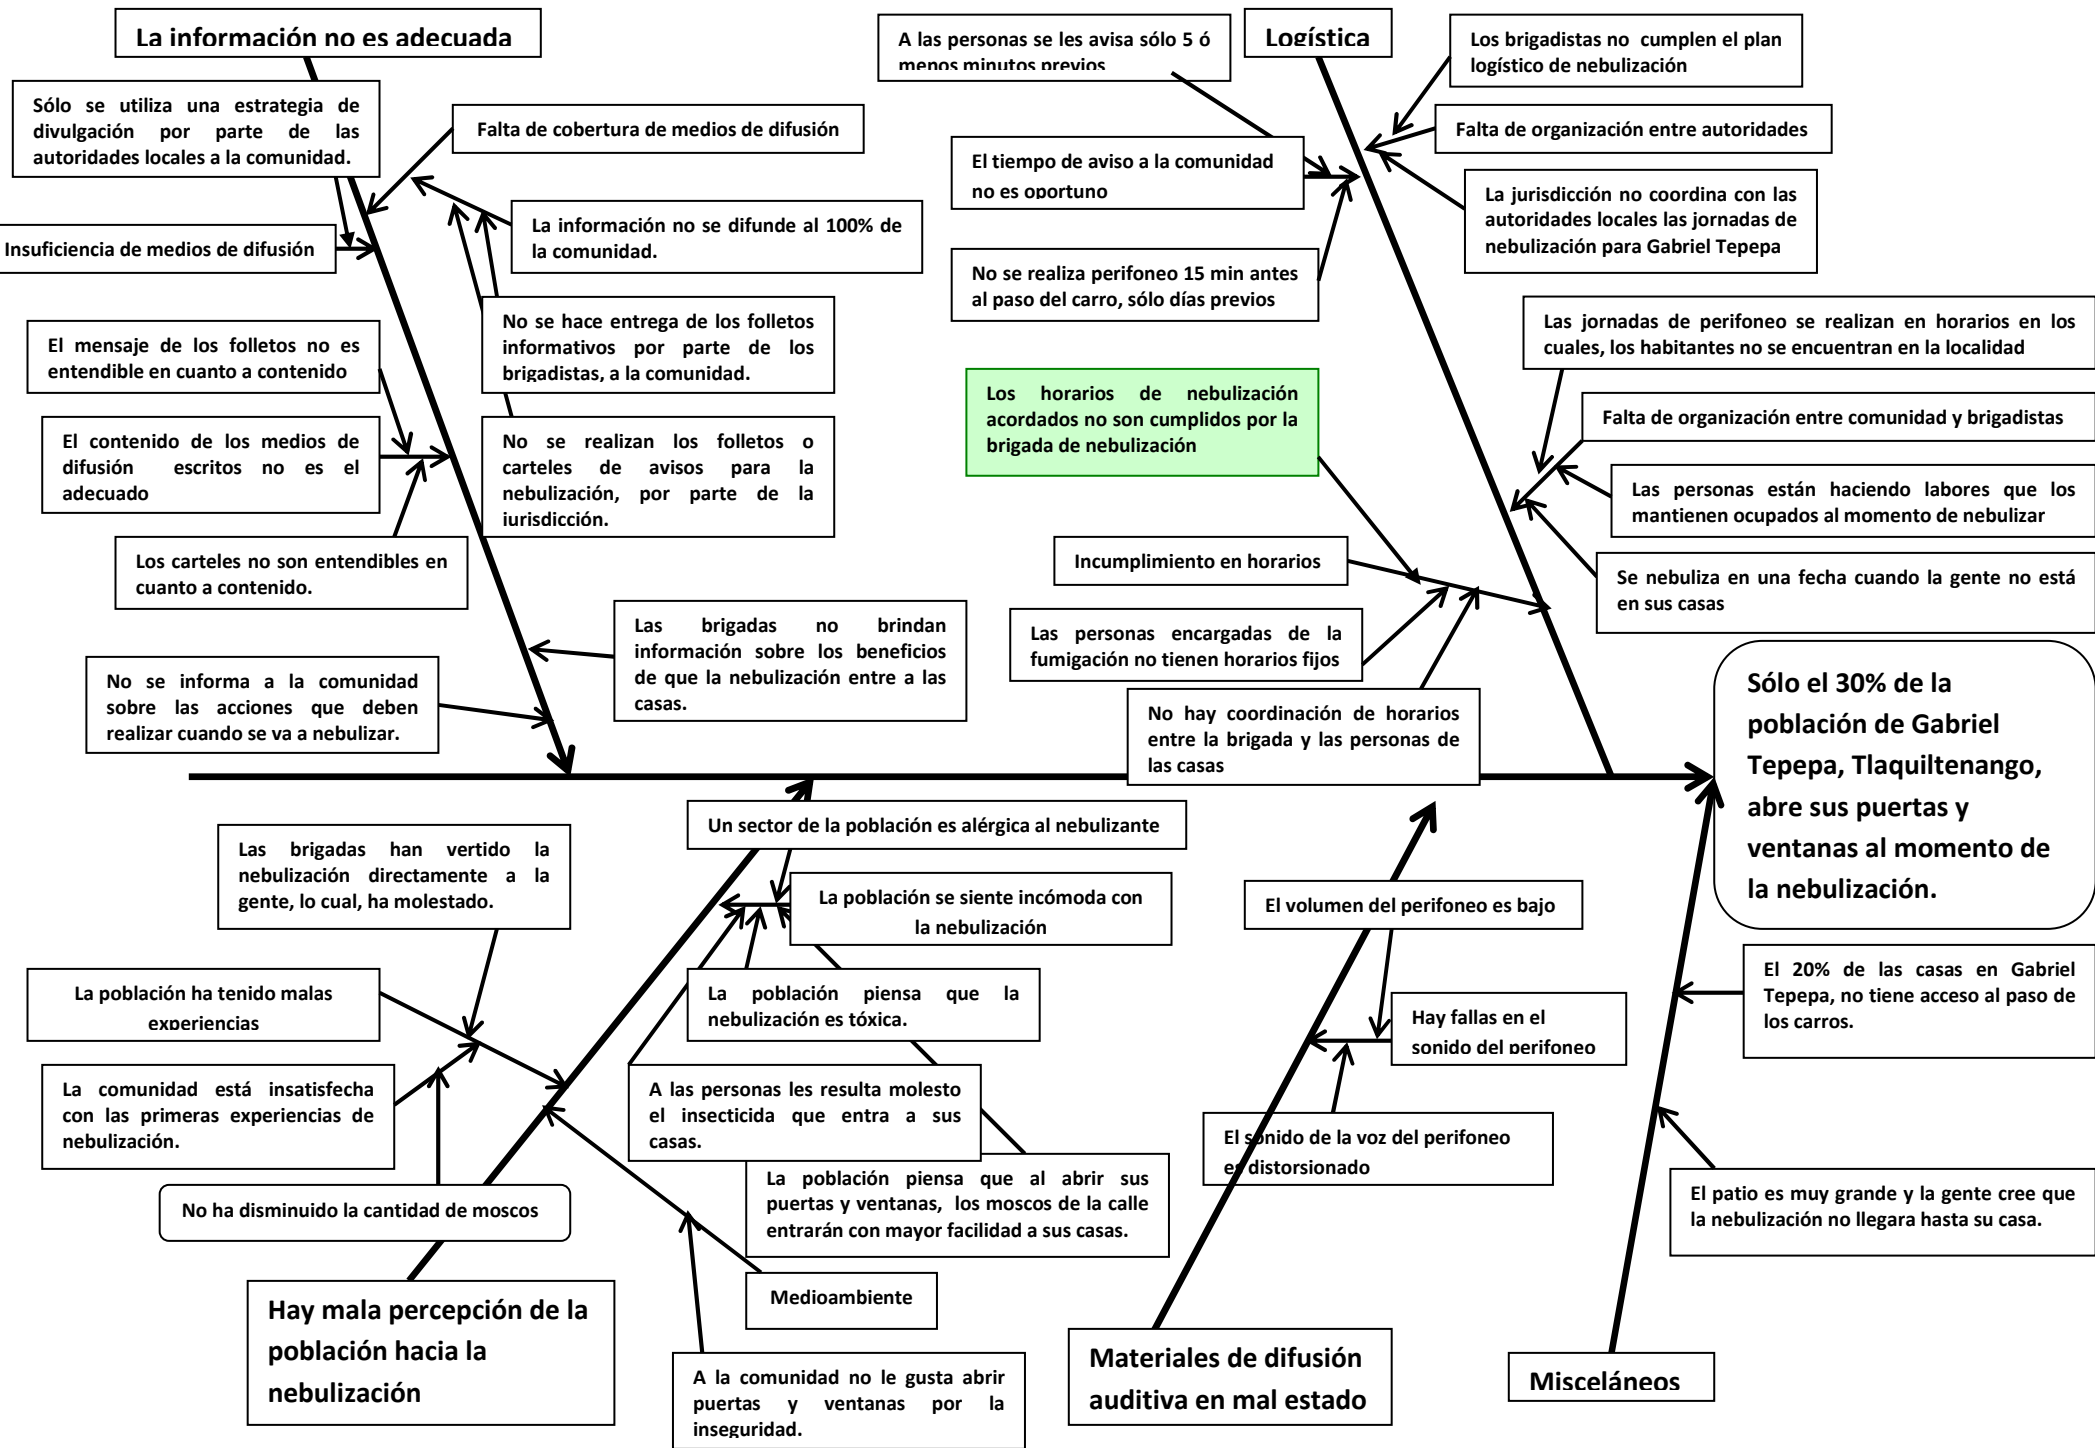 La información no es adecuada
Sólo se utiliza una estrategia de
divulgación por parte de las
autoridades locales a la comunidad.
Falta de cobertura de medios de difusión
Insuficiencia de medios de difusión
La información no se difunde al 100% de
la comunidad.
No se hace entrega de los folletos
informativos por parte de los
brigadistas, a la comunidad.
El mensaje de los folletos no es
entendible en cuanto a contenido
El contenido de los medios de
difusión escritos no es el
adecuado
No se realizan los folletos o
carteles de avisos para la
nebulización, por parte de la
jurisdicción.
Los carteles no son entendibles en
cuanto a contenido.
Las brigadas no brindan
información sobre los beneficios
de que la nebulización entre a las
casas.
No se informa a la comunidad
sobre las acciones que deben
realizar cuando se va a nebulizar.
A las personas se les avisa sólo 5 ó
menos minutos previos
Logística
Los brigadistas no cumplen el plan
logístico de nebulización
Falta de organización entre autoridades
El tiempo de aviso a la comunidad
no es oportuno
La jurisdicción no coordina con las
autoridades locales las jornadas de
nebulización para Gabriel Tepepa
No se realiza perifoneo 15 min antes
al paso del carro, sólo días previos
Las jornadas de perifoneo se realizan en horarios en los
cuales, los habitantes no se encuentran en la localidad
Los horarios de nebulización
acordados no son cumplidos por la
brigada de nebulización
Falta de organización entre comunidad y brigadistas
Las personas están haciendo labores que los
mantienen ocupados al momento de nebulizar
Incumplimiento en horarios
Se nebuliza en una fecha cuando la gente no está
en sus casas
Las personas encargadas de la
fumigación no tienen horarios fijos
No hay coordinación de horarios
entre la brigada y las personas de
las casas
Sólo el 30% de la
población de Gabriel
Tepepa, Tlaquiltenango,
abre sus puertas y
ventanas al momento de
la nebulización.
Un sector de la población es alérgica al nebulizante
Las brigadas han vertido la
nebulización directamente a la
gente, lo cual, ha molestado.
La población se siente incómoda con
la nebulización
La población ha tenido malas
experiencias
La población piensa que la
nebulización es tóxica.
La comunidad está insatisfecha
con las primeras experiencias de
nebulización.
A las personas les resulta molesto
el insecticida que entra a sus
casas.
No ha disminuido la cantidad de moscos
La población piensa que al abrir sus
puertas y ventanas, los moscos de la calle
entrarán con mayor facilidad a sus casas.
Medioambiente
Hay mala percepción de la
población hacia la
nebulización
A la comunidad no le gusta abrir
puertas y ventanas por la
inseguridad.
El volumen del perifoneo es bajo
Hay fallas en el
sonido del perifoneo
El sonido de la voz del perifoneo
es distorsionado
Materiales de difusión
auditiva en mal estado
El 20% de las casas en Gabriel
Tepepa, no tiene acceso al paso de
los carros.
El patio es muy grande y la gente cree que
la nebulización no llegara hasta su casa.
Misceláneos